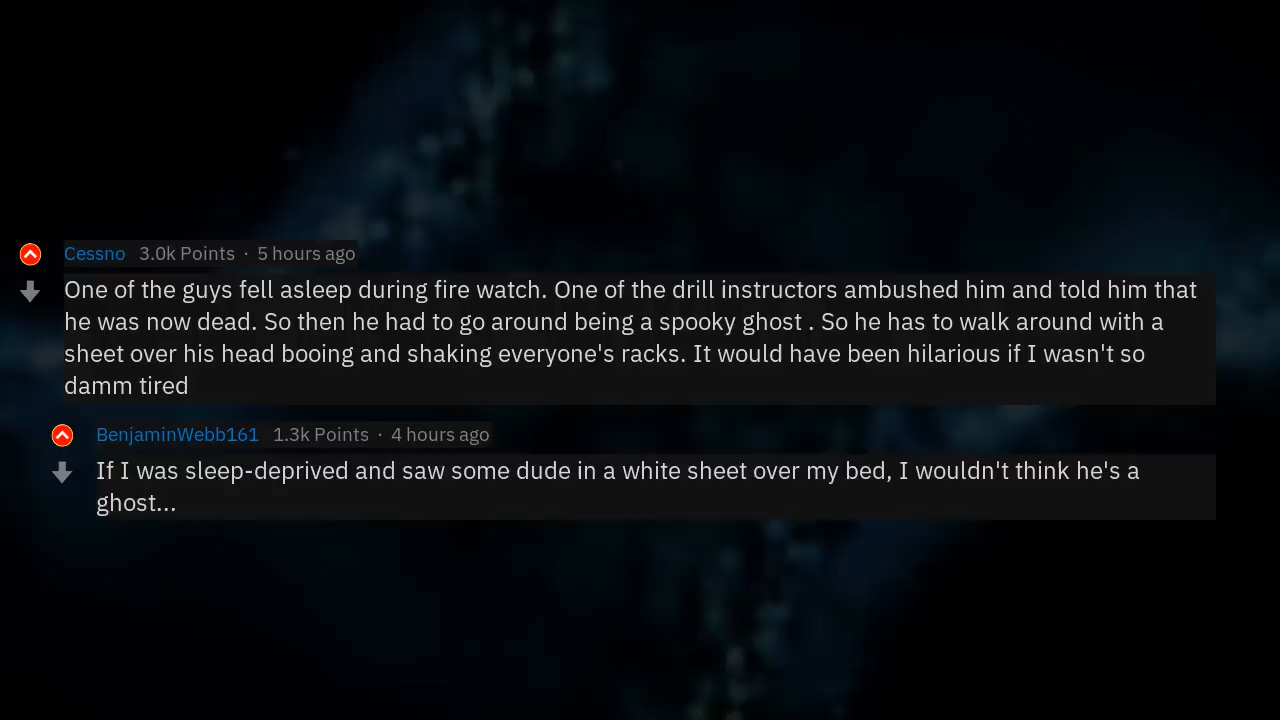 Cessno 3.0k Points · 5 hours ago
One of the guys fell asleep during fire watch. One of the drill instructors ambushed him and told him that
he was now dead. So then he had to go around being a spooky ghost . So he has to walk around with a
sheet over his head booing and shaking everyone's racks. It would have been hilarious if I wasn't so
damm tired
BenjaminWebb161 1.3k Points · 4 hours ago
If I was sleep-deprived and saw some dude in a white sheet over my bed, I wouldn't think he's a
ghost...